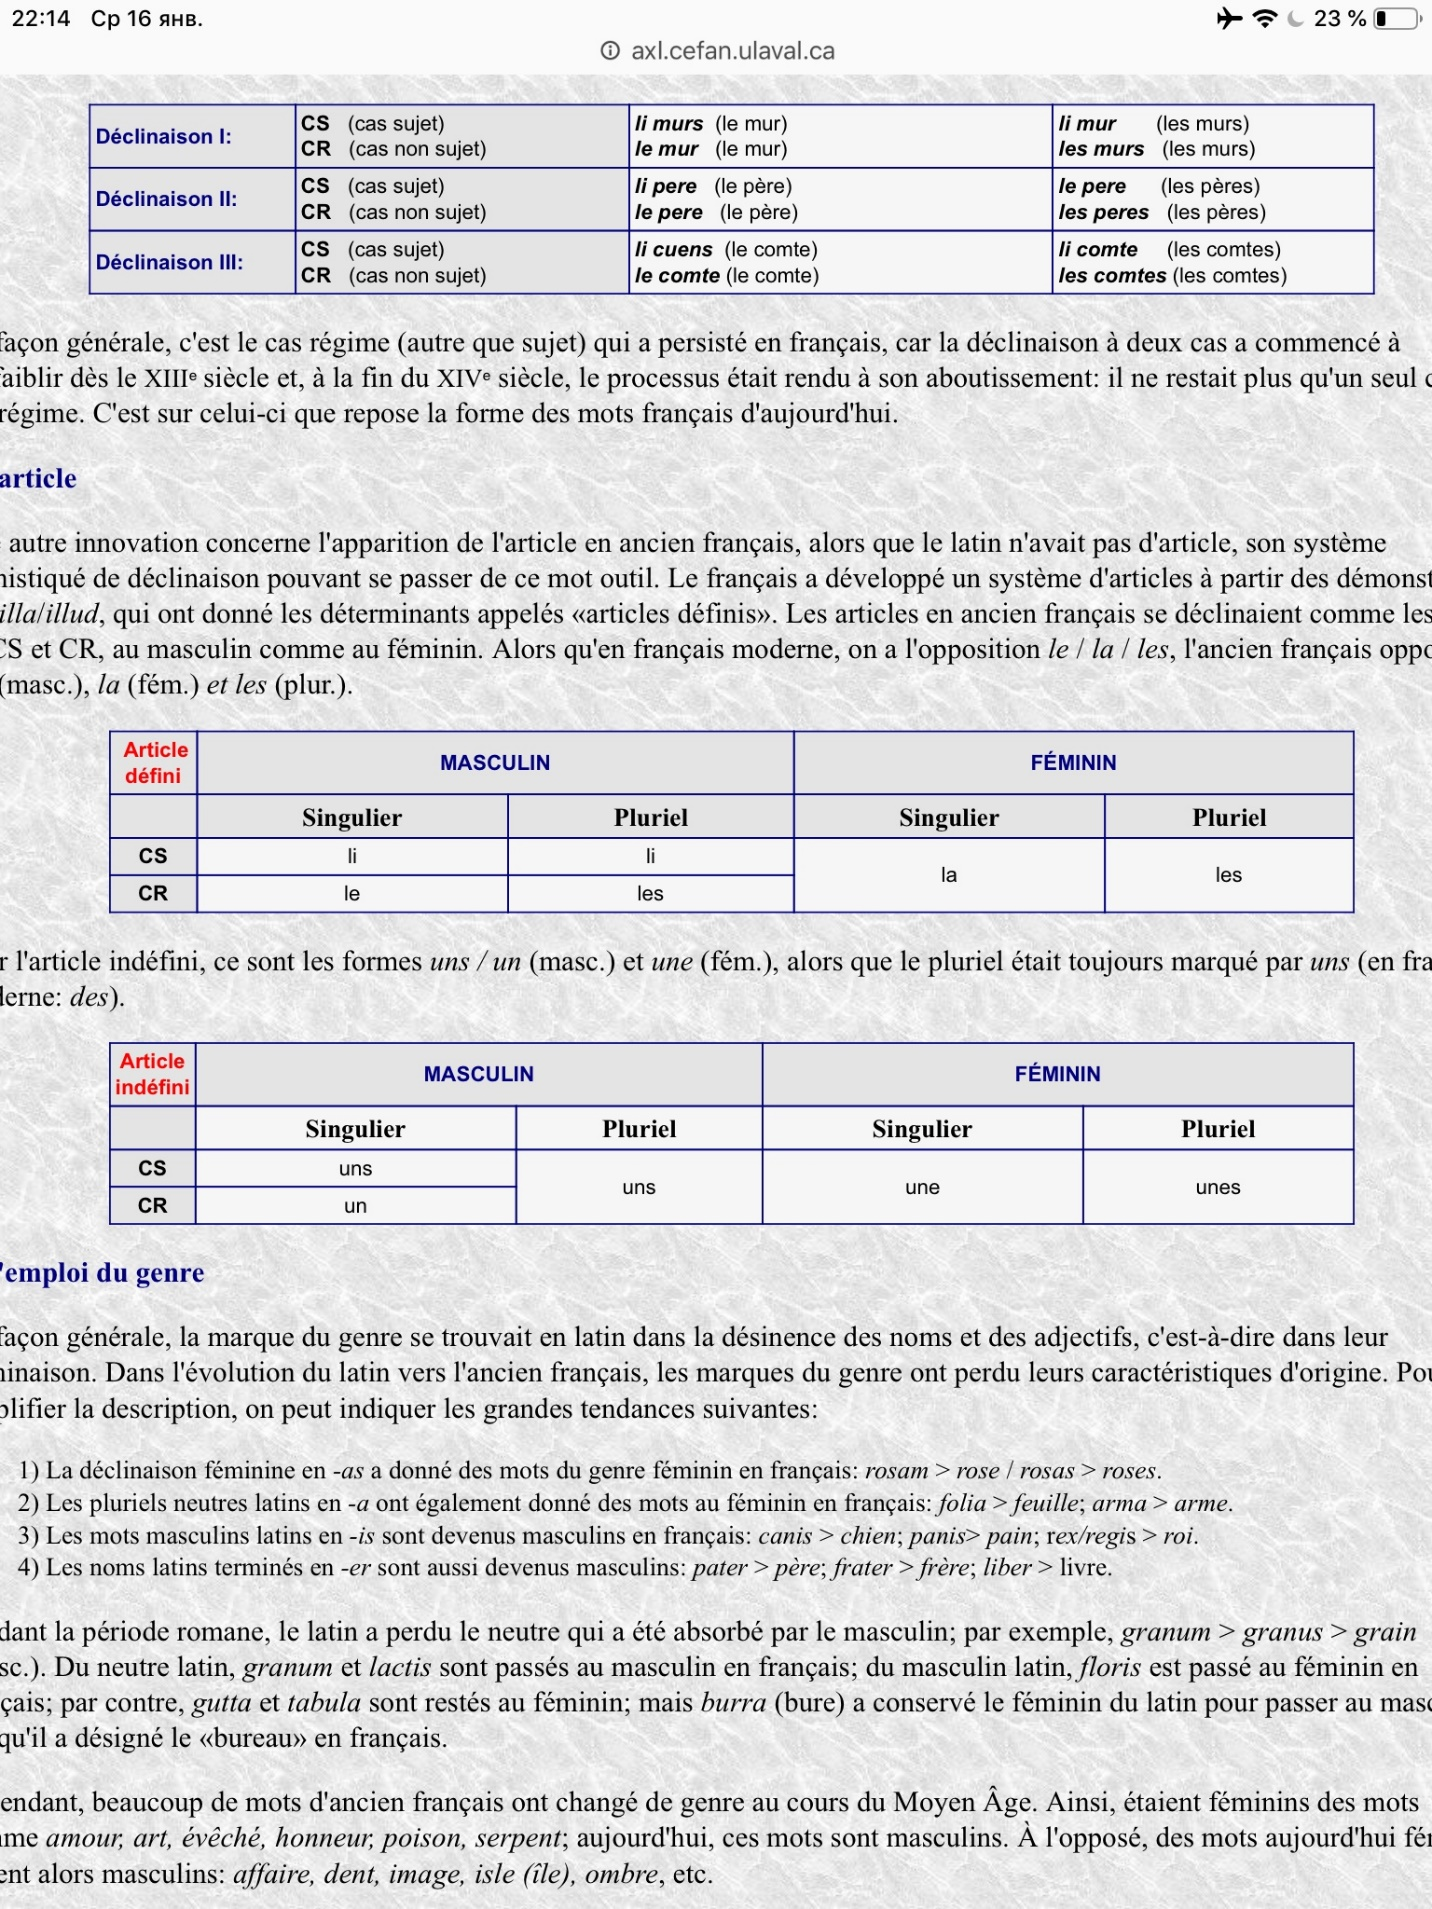 22:14 Ср 16 янв. 23 %
axl.cefan.ulaval.ca
Déclinaison I: CS (cas sujet) li murs (le mur) li mur (les murs)
CR (cas non sujet) le mur (le mur) les murs (les murs)
Déclinaison II: CS (cas sujet) li pere (le père) le pere (les pères)
CR (cas non sujet) le pere (le père) les peres (les pères)
Déclinaison III: CS (cas sujet) li cuens (le comte) li comte (les comtes)
CR (cas non sujet) le comte (le comte) les comtes (les comtes)
façon générale, c'est le cas régime (autre que sujet) qui a persisté en français, car la déclinaison à deux cas a commencé à
faiblir dès le XIIIe siècle et, à la fin du XIVe siècle, le processus était rendu à son aboutissement: il ne restait plus qu'un seul
régime. C'est sur celui-ci que repose la forme des mots français d'aujourd'hui.
article
autre innovation concerne l'apparition de l'article en ancien français, alors que le latin n'avait pas d'article, son système
histiqué de déclinaison pouvant se passer de ce mot outil. Le français a développé un système d'articles à partir des démonst
illa/illud, qui ont donné les déterminants appelés «articles définis». Les articles en ancien français se déclinaient comme les
CS et CR, au masculin comme au féminin. Alors qu'en français moderne, on a l'opposition le / la / les, l'ancien français oppo
(masc.), la (fém.) et les (plur.).
Article défini MASCULIN FÉMININ
Singulier Pluriel Singulier Pluriel
CS li li la les
CR le les
r l'article indéfini, ce sont les formes uns / un (masc.) et une (fém.), alors que le pluriel était toujours marqué par uns (en fra
derne: des).
Article indéfini MASCULIN FÉMININ
Singulier Pluriel Singulier Pluriel
CS uns uns une unes
CR un
'emploi du genre
façon générale, la marque du genre se trouvait en latin dans la désinence des noms et des adjectifs, c'est-à-dire dans leur
inaison. Dans l'évolution du latin vers l'ancien français, les marques du genre ont perdu leurs caractéristiques d'origine. Pou
plifier la description, on peut indiquer les grandes tendances suivantes:
1) La déclinaison féminine en -as a donné des mots du genre féminin en français: rosam > rose / rosas > roses.
2) Les pluriels neutres latins en -a ont également donné des mots au féminin en français: folia > feuille; arma > arme.
3) Les mots masculins latins en -is sont devenus masculins en français: canis > chien; panis> pain; rex/regis > roi.
4) Les noms latins terminés en -er sont aussi devenus masculins: pater > père; frater > frère; liber > livre.
dant la période romane, le latin a perdu le neutre qui a été absorbé par le masculin; par exemple, granum > granus > grain
sc.). Du neutre latin, granum et lactis sont passés au masculin en français; du masculin latin, floris est passé au féminin en
çais; par contre, gutta et tabula sont restés au féminin; mais burra (bure) a conservé le féminin du latin pour passer au masc
qu'il a désigné le «bureau» en français.
endant, beaucoup de mots d'ancien français ont changé de genre au cours du Moyen Âge. Ainsi, étaient féminins des mots
me amour, art, évêché, honneur, poison, serpent; aujourd'hui, ces mots sont masculins. À l'opposé, des mots aujourd'hui fém
ent alors masculins: affaire, dent, image, isle (île), ombre, etc.